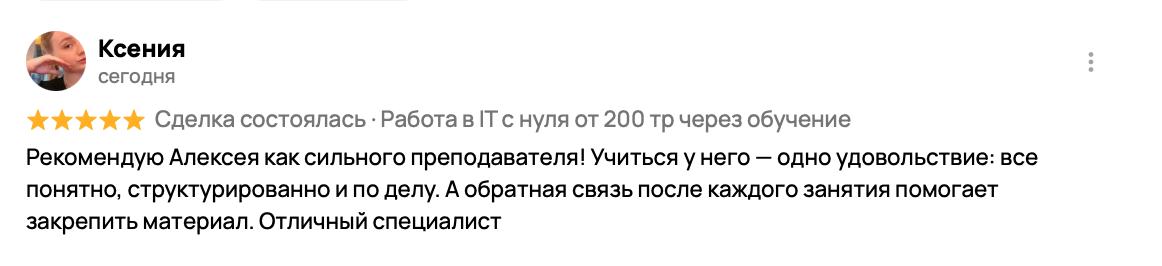 Ксения
сегодня
Сделка состоялась · Работа в IT с нуля от 200 тр через обучение
Рекомендую Алексея как сильного преподавателя! Учиться у него — одно удовольствие: все
понятно, структурированно и по делу. А обратная связь после каждого занятия помогает
закрепить материал. Отличный специалист